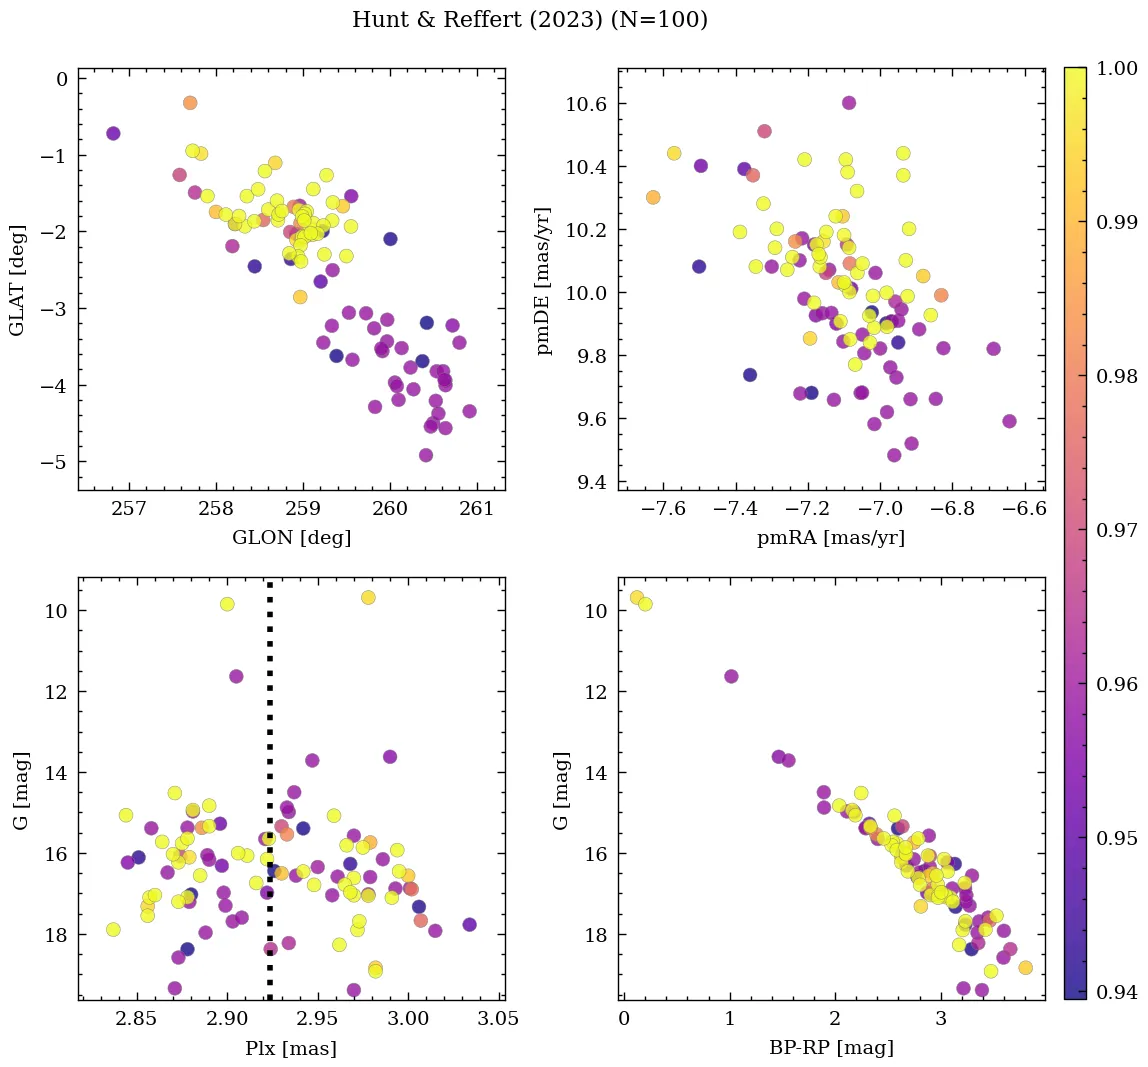 Hunt & Reffert (2023) (N=100)
0
−1
−2
−3
−4
−5
GLAT [deg]
257 258 259 260 261
GLON [deg]
10.6
10.4
10.2
10.0
9.8
9.6
9.4
pmDE [mas/yr]
−7.6 −7.4 −7.2 −7.0 −6.8 −6.6
pmRA [mas/yr]
1.00
0.99
0.98
0.97
0.96
0.95
0.94
10
12
14
16
18
G [mag]
2.85 2.90 2.95 3.00 3.05
Plx [mas]
10
12
14
16
18
G [mag]
0 1 2 3
BP-RP [mag]